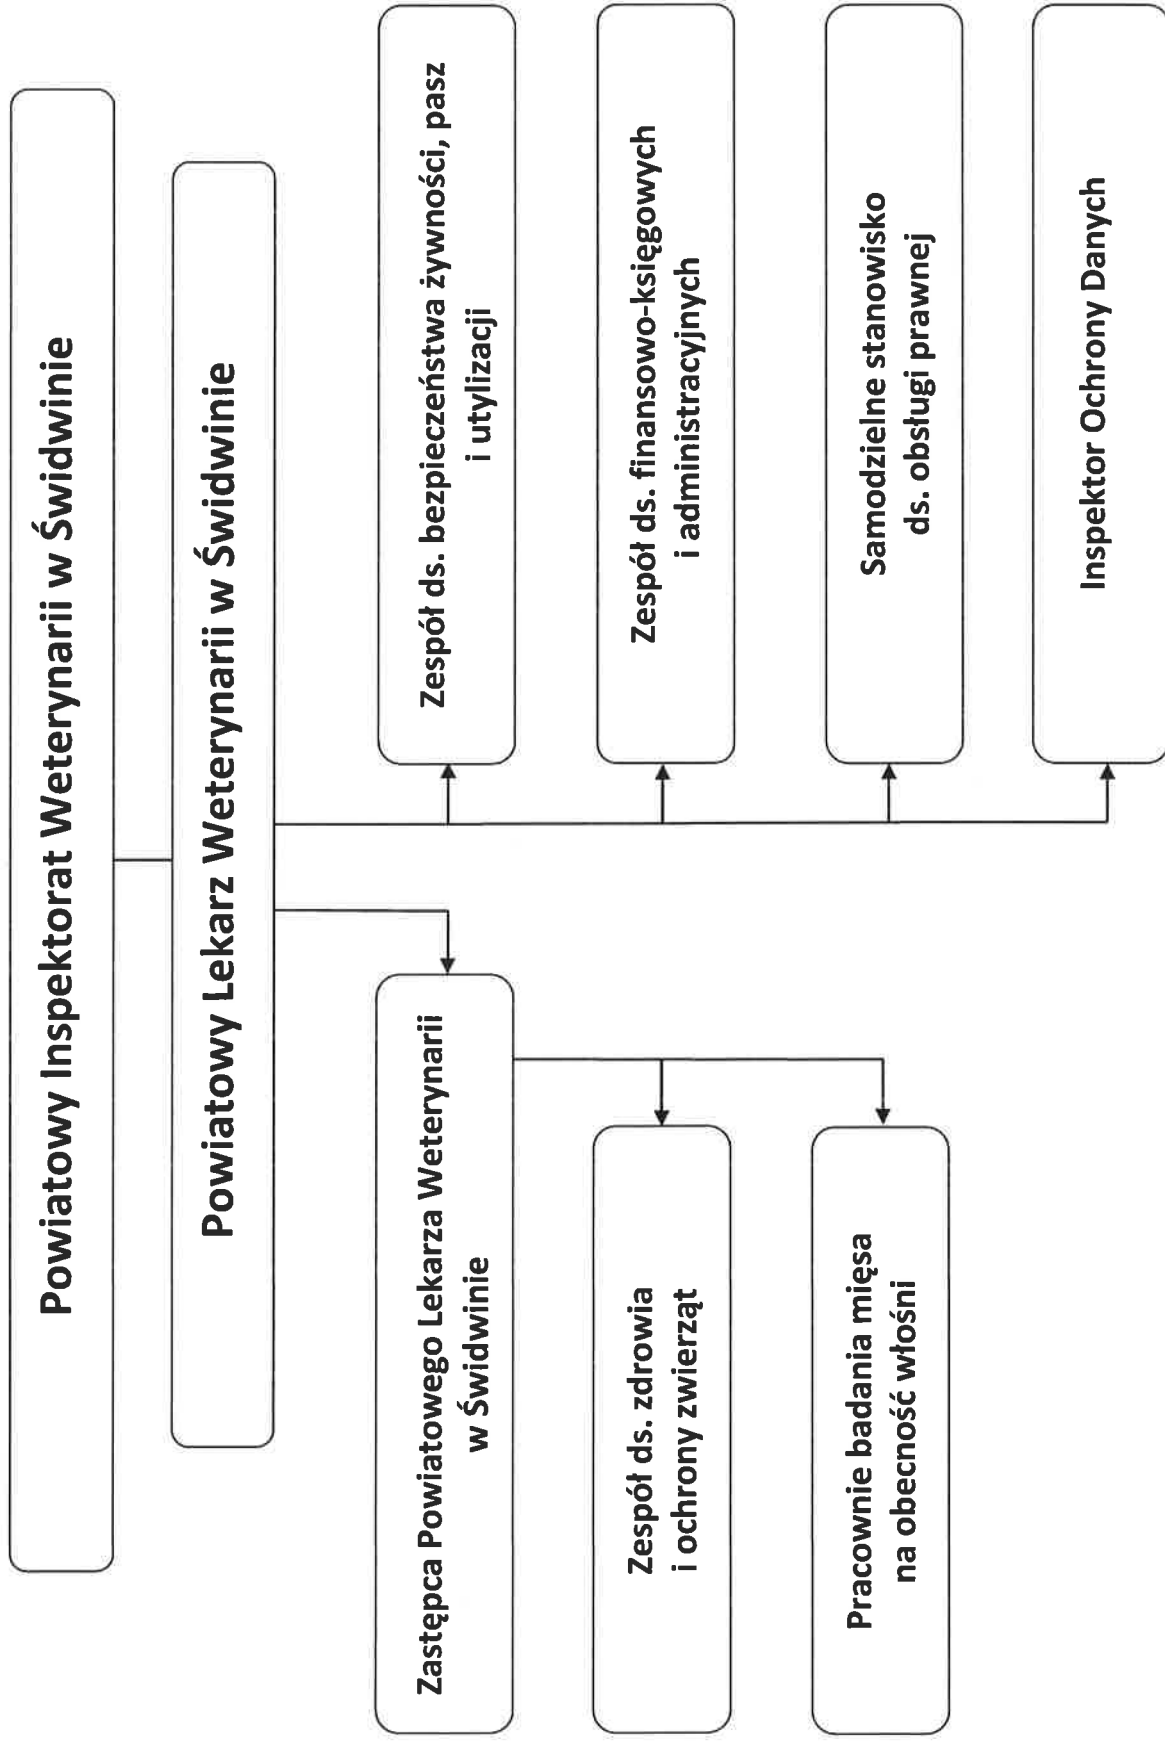 Powiatowy Inspektorat Weterynarii w Świdwinie
Powiatowy Lekarz Weterynarii w Świdwinie
Zastępca Powiatowego Lekarza Weterynarii
w Świdwinie
Zespół ds. zdrowia
i ochrony zwierząt
Pracownie badania mięsa
na obecność włośni
Zespół ds. bezpieczeństwa żywności, pasz
i utylizacji
Zespół ds. finansowo-księgowych
i administracyjnych
Samodzielne stanowisko
ds. obsługi prawnej
Inspektor Ochrony Danych